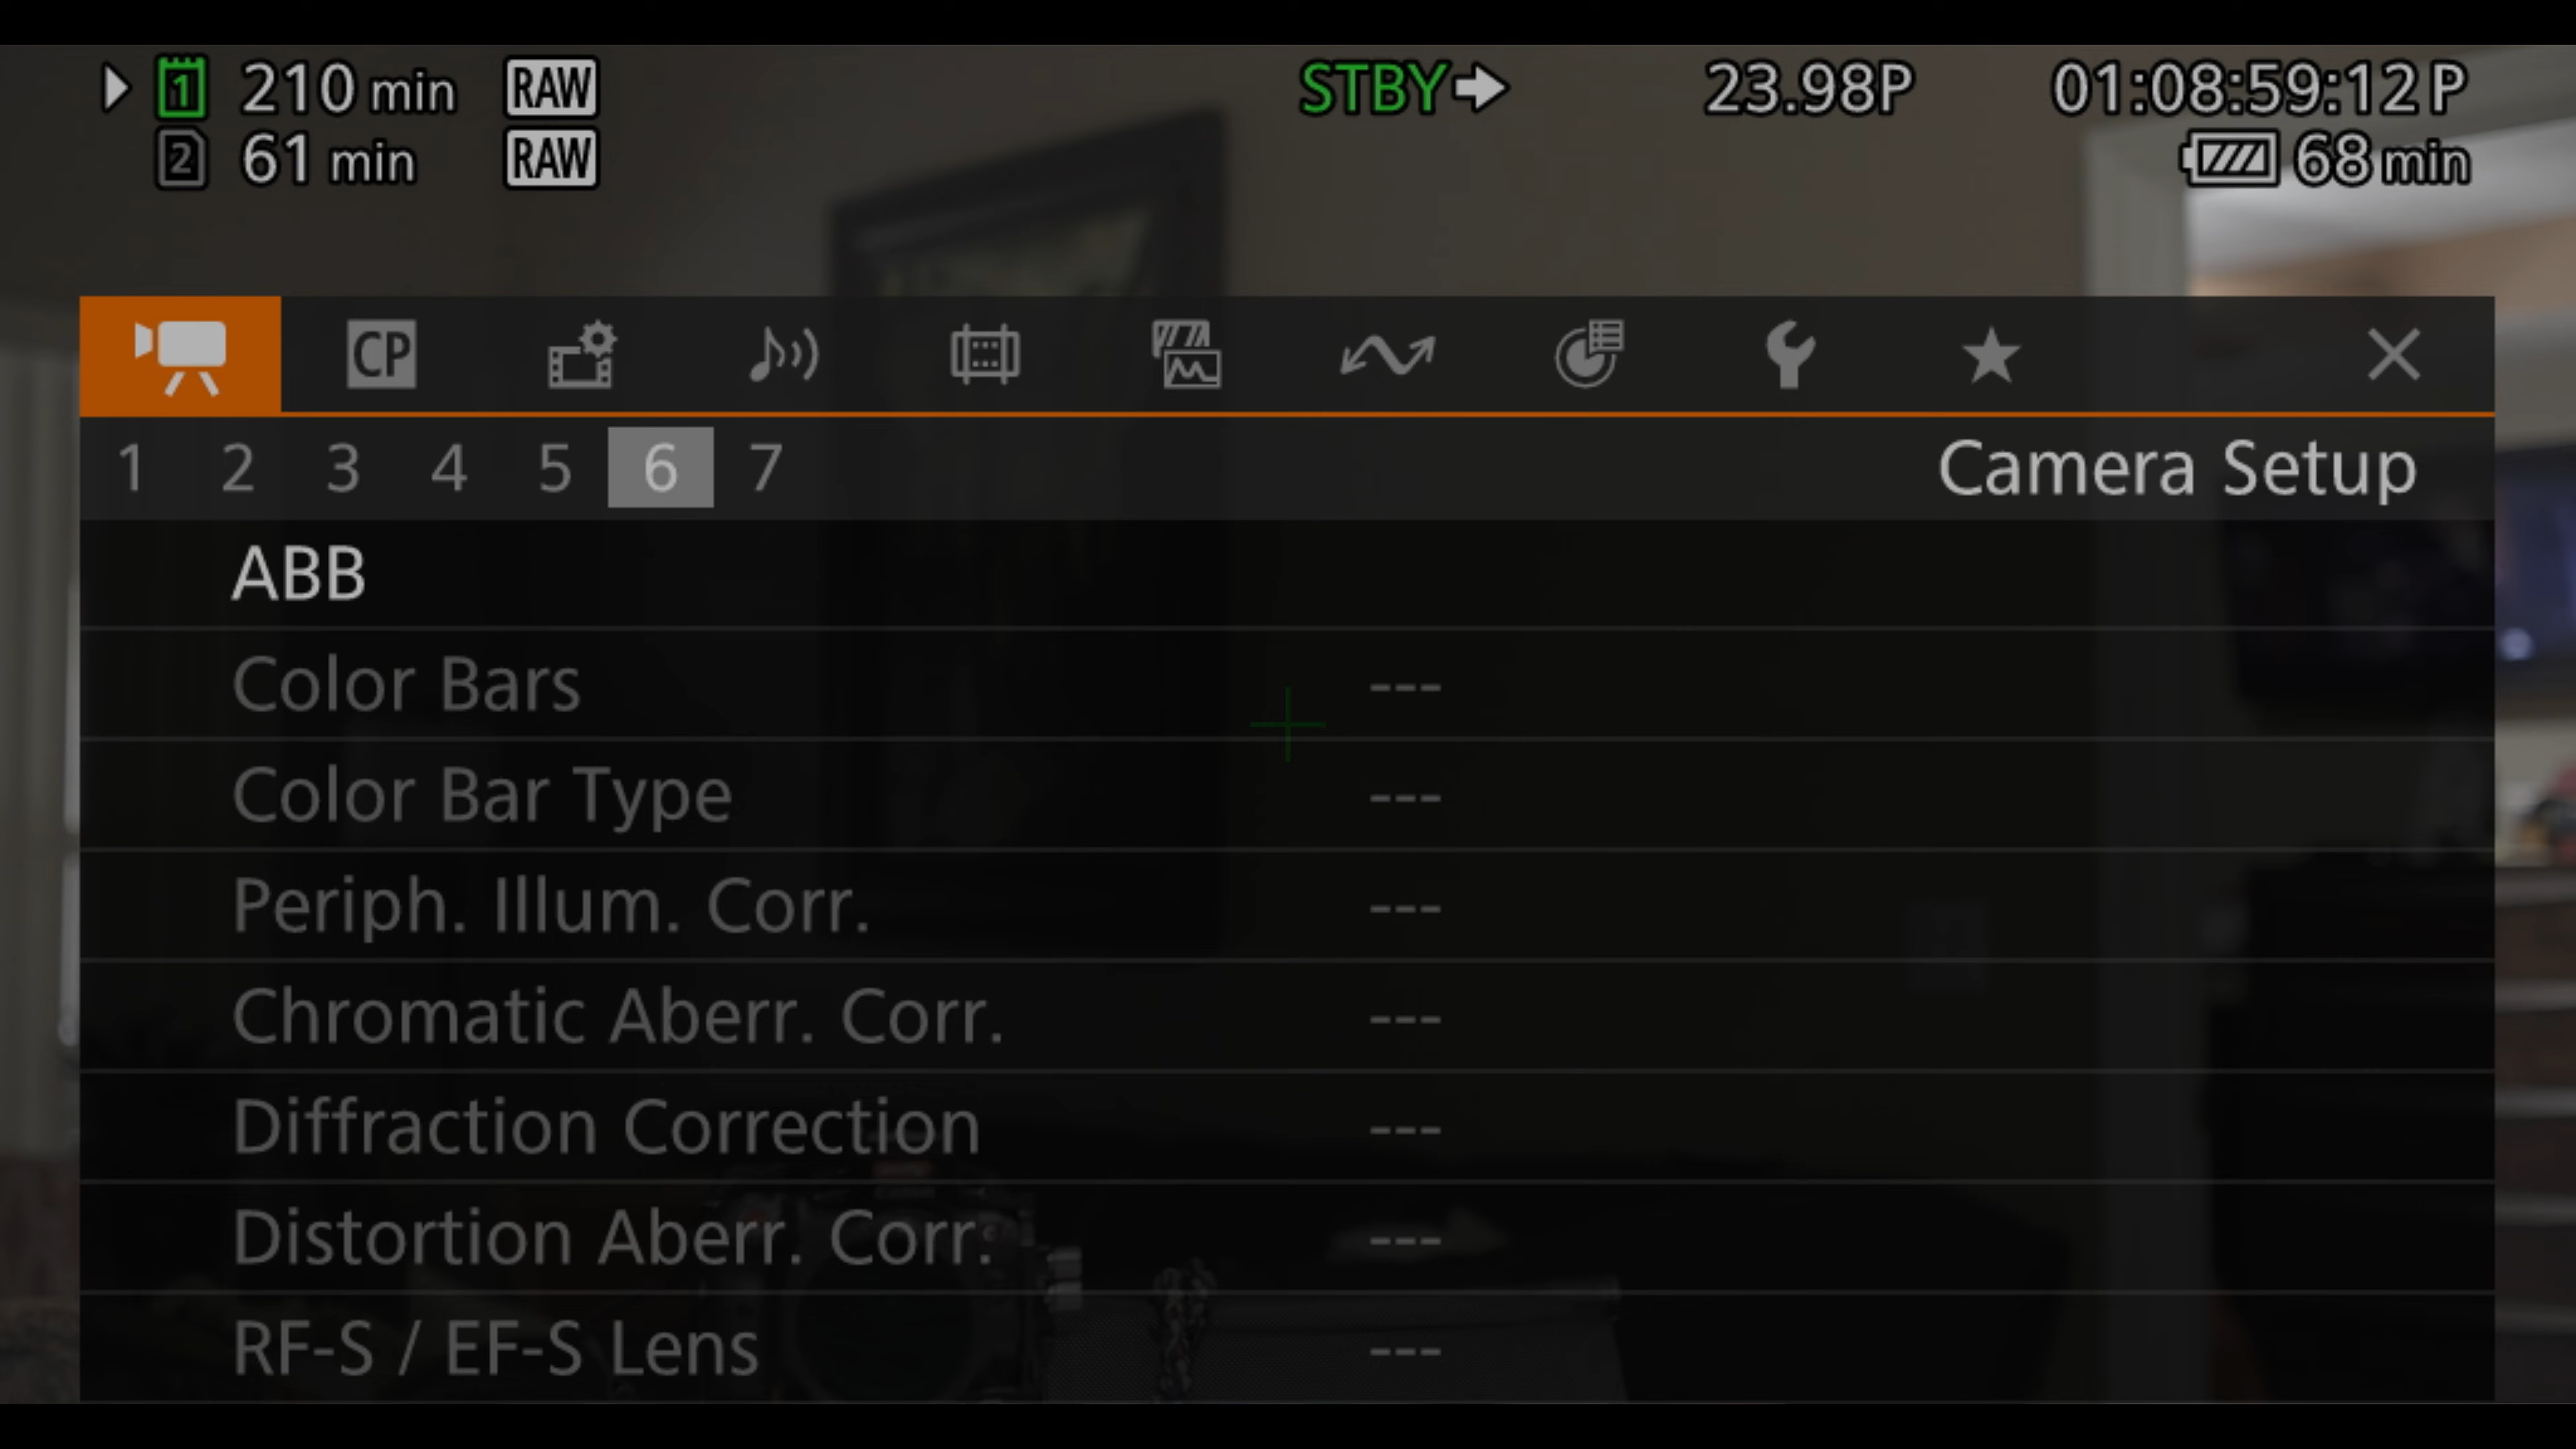 1 210 min RAW STBY 23.98P 01:08:59:12 P
2 61 min RAW 68 min
CP
1 2 3 4 5 6 7 Camera Setup
ABB
Color Bars ---
Color Bar Type ---
Periph. Illum. Corr. ---
Chromatic Aberr. Corr. ---
Diffraction Correction ---
Distortion Aberr. Corr. ---
RF-S / EF-S Lens ---